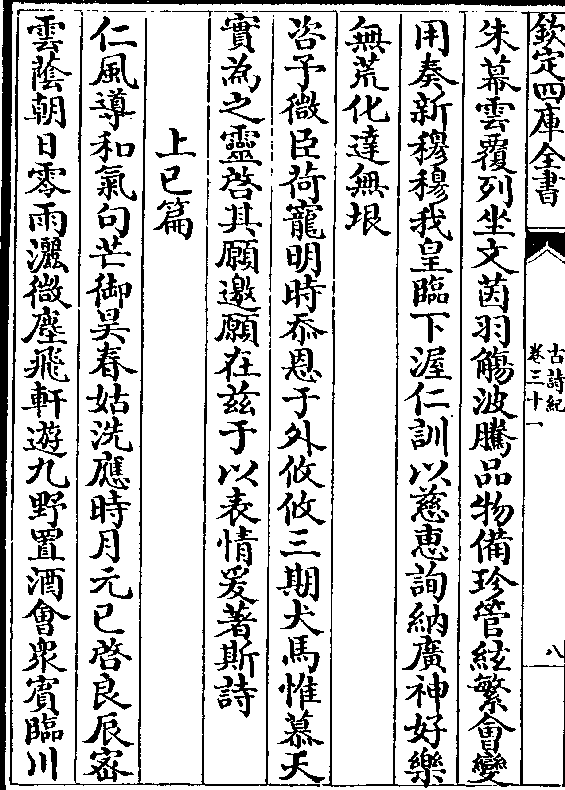 欽定四庫全書
古詩紀
卷三十一
八
朱幕雲覆列坐文茵羽觴波騰品物備珍管絃繁會變
用奏新穆穆我皇臨下渥仁訓以慈惠詢納廣神好樂
無荒化達無垠
咨予微臣荷寵明時忝恩于外攸攸三期犬馬惟慕天
實為之靈啓其願邀願在兹于以表情爰著斯詩
上巳篇
仁風導和氣句芒御昊春姑洗應時月元巳啓良辰宻
雲蔭朝日零雨灑微塵飛軒遊九野置酒會衆賓臨川